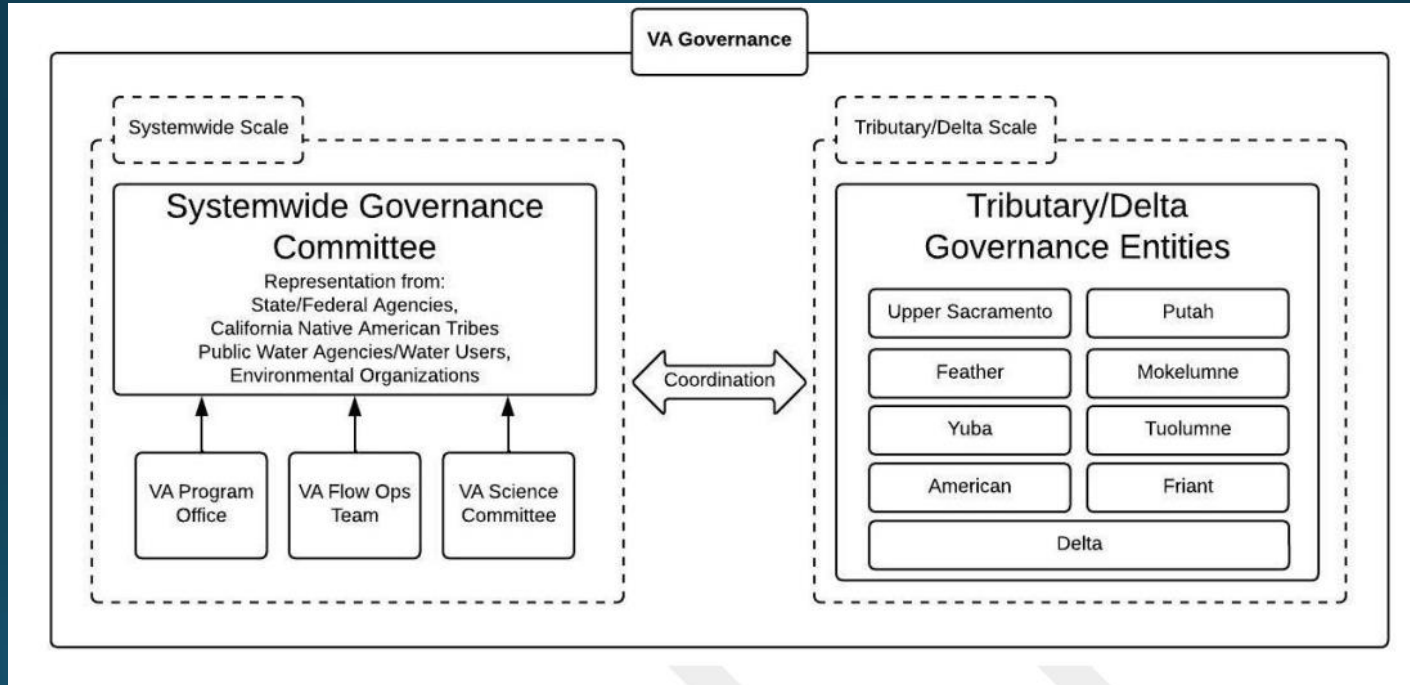 VA Governance
Systemwide Scale
Systemwide Governance
Committee
Representation from:
State/Federal Agencies,
California Native American Tribes
Public Water Agencies/Water Users,
Environmental Organizations
VA Program
Office
VA Flow Ops
Team
VA Science
Committee
Coordination
Tributary/Delta Scale
Tributary/Delta
Governance Entities
Upper Sacramento
Putah
Feather
Mokelumne
Yuba
Tuolumne
American
Friant
Delta